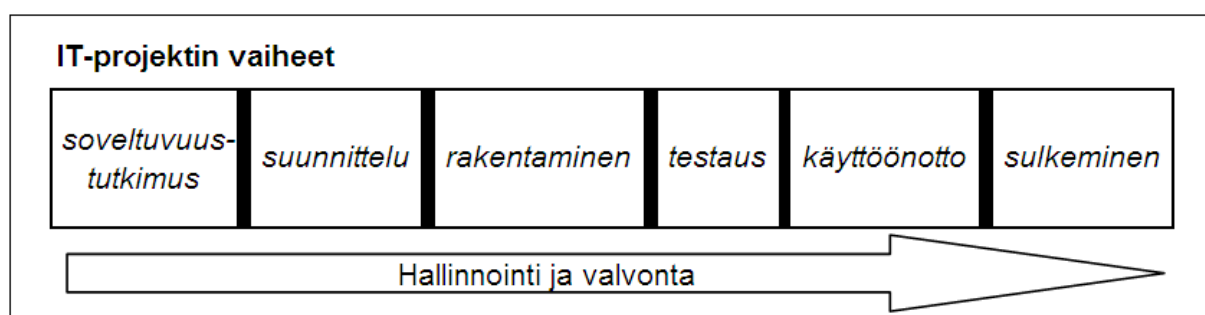 IT-projektin vaiheet
soveltuvuus-
tutkimus
suunnittelu
rakentaminen
testaus
käyttöönotto
sulkeminen
Hallinnointi ja valvonta